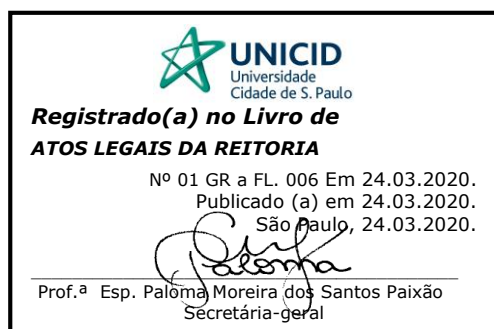 UNICID
Universidade
Cidade de S. Paulo
Registrado(a) no Livro de
ATOS LEGAIS DA REITORIA
Nº 01 GR a FL. 006 Em 24.03.2020.
Publicado (a) em 24.03.2020.
São Paulo, 24.03.2020.
Paloma
Prof.ª Esp. Paloma Moreira dos Santos Paixão
Secretária-geral